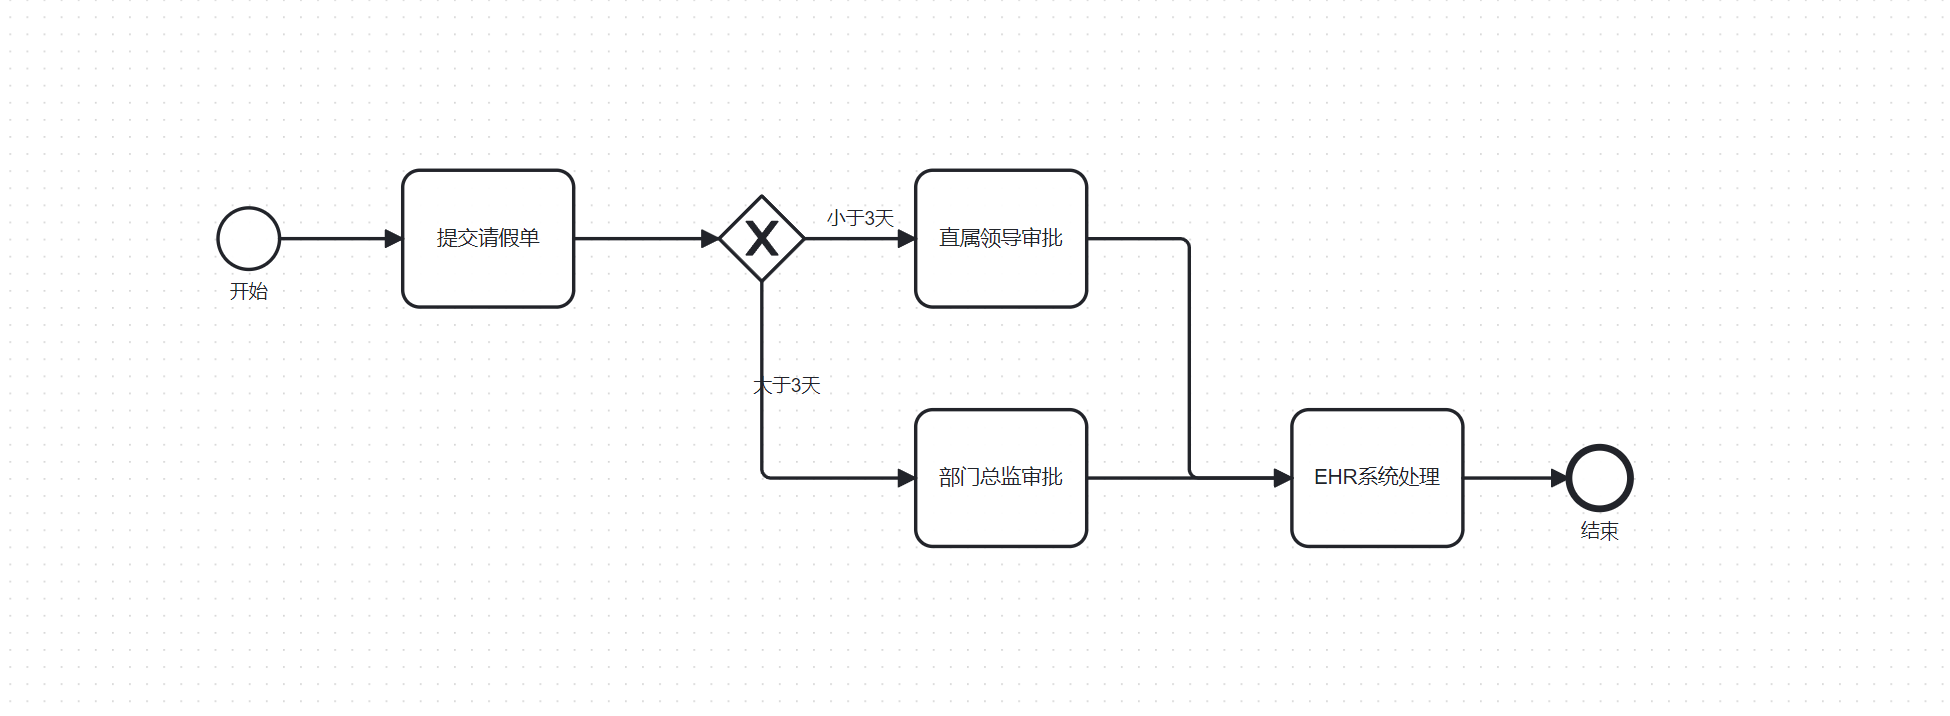 小于3天
提交请假单
直属领导审批
开始
大于3天
部门总监审批
EHR系统处理
结束